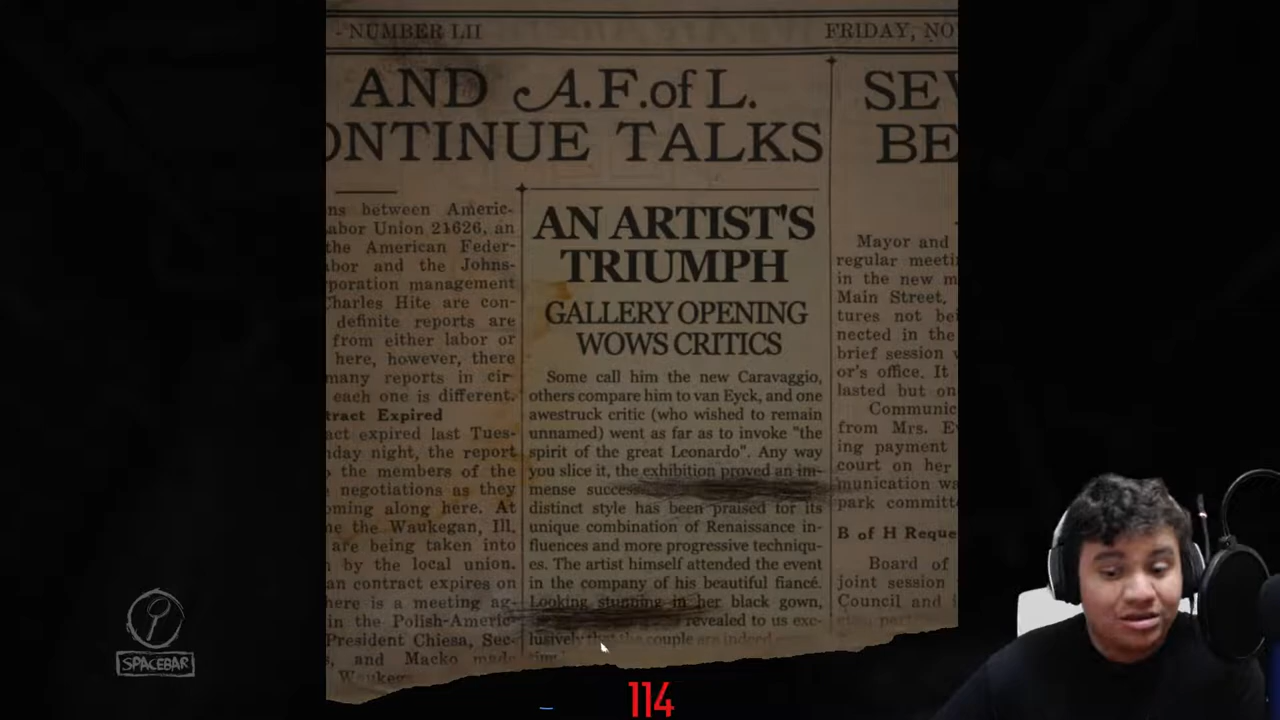 - NUMBER LII
FRIDAY, NO
AND A.F.of L.
ONTINUE TALKS
SEV
BE
ns between Americ-
abor Union 21626, an
the American Feder-
bor and the Johns-
poration management
Charles Hite are con-
definite reports are
from either labor or
here, however, there
many reports in cir-
each one is different.
tract Expired
act expired last Tues-
day night, the report
the members of the
negotiations as they
oming along here. At
e the Waukegan, Ill.
are being taken into
by the local union.
an contract expires on
here is a meeting ag-
in the Polish-Americ-
President Chiesa, Sec-
s, and Macko made
Waukeg
AN ARTIST'S
TRIUMPH
GALLERY OPENING
WOWS CRITICS
Some call him the new Caravaggio,
others compare him to van Eyck, and one
awestruck critic (who wished to remain
unnamed) went as far as to invoke "the
spirit of the great Leonardo". Any way
you slice it, the exhibition proved an im-
mense success
distinct style has been praised for its
unique combination of Renaissance in-
fluences and more progressive techniqu-
es. The artist himself attended the event
in the company of his beautiful fiancé.
Looking stunning in her black gown,
revealed to us exc-
lusively that the couple are indeed
Mayor and
regular meeti
in the new m
Main Street,
tures not bei
nected in the
brief session
or's office. It
lasted but on
Communic
from Mrs. Ev
ing payment
court on her
munication wa
park committ
B of H Reque
Board of
joint session
Council and
SPACEBAR
114